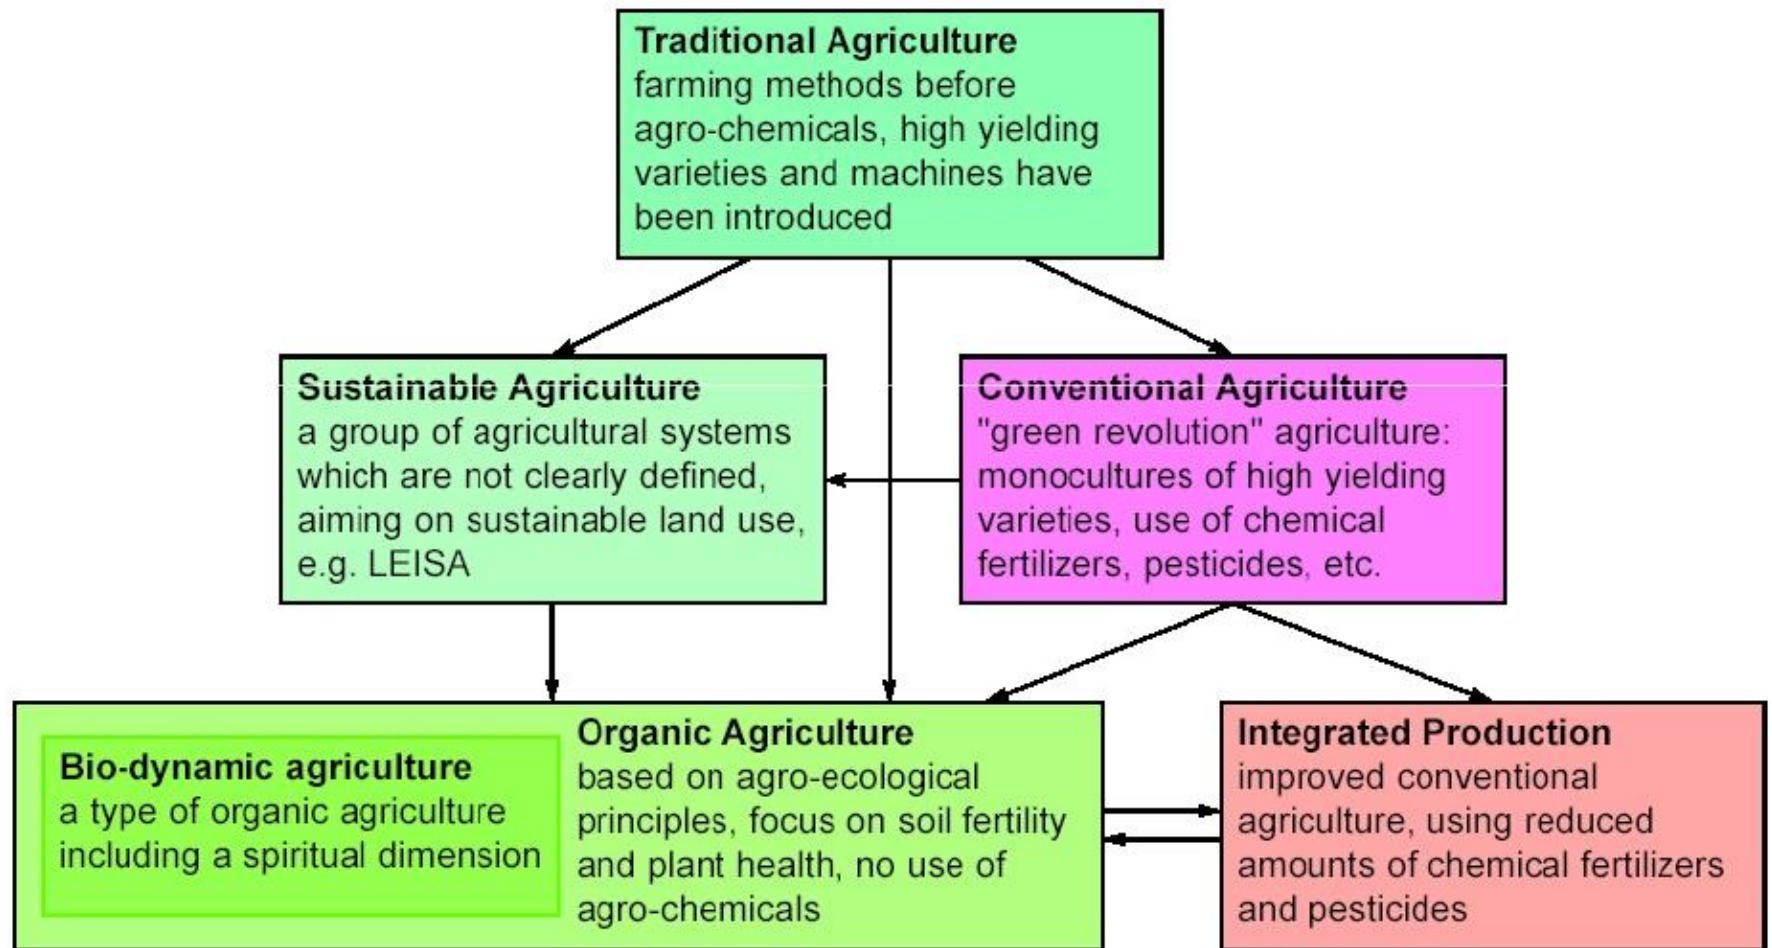 Traditional Agriculture
farming methods before
agro-chemicals, high yielding
varieties and machines have
been introduced
Sustainable Agriculture
a group of agricultural systems
which are not clearly defined,
aiming on sustainable land use,
e.g. LEISA
Conventional Agriculture
"green revolution" agriculture:
monocultures of high yielding
varieties, use of chemical
fertilizers, pesticides, etc.
Bio-dynamic agriculture
a type of organic agriculture
including a spiritual dimension
Organic Agriculture
based on agro-ecological
principles, focus on soil fertility
and plant health, no use of
agro-chemicals
Integrated Production
improved conventional
agriculture, using reduced
amounts of chemical fertilizers
and pesticides